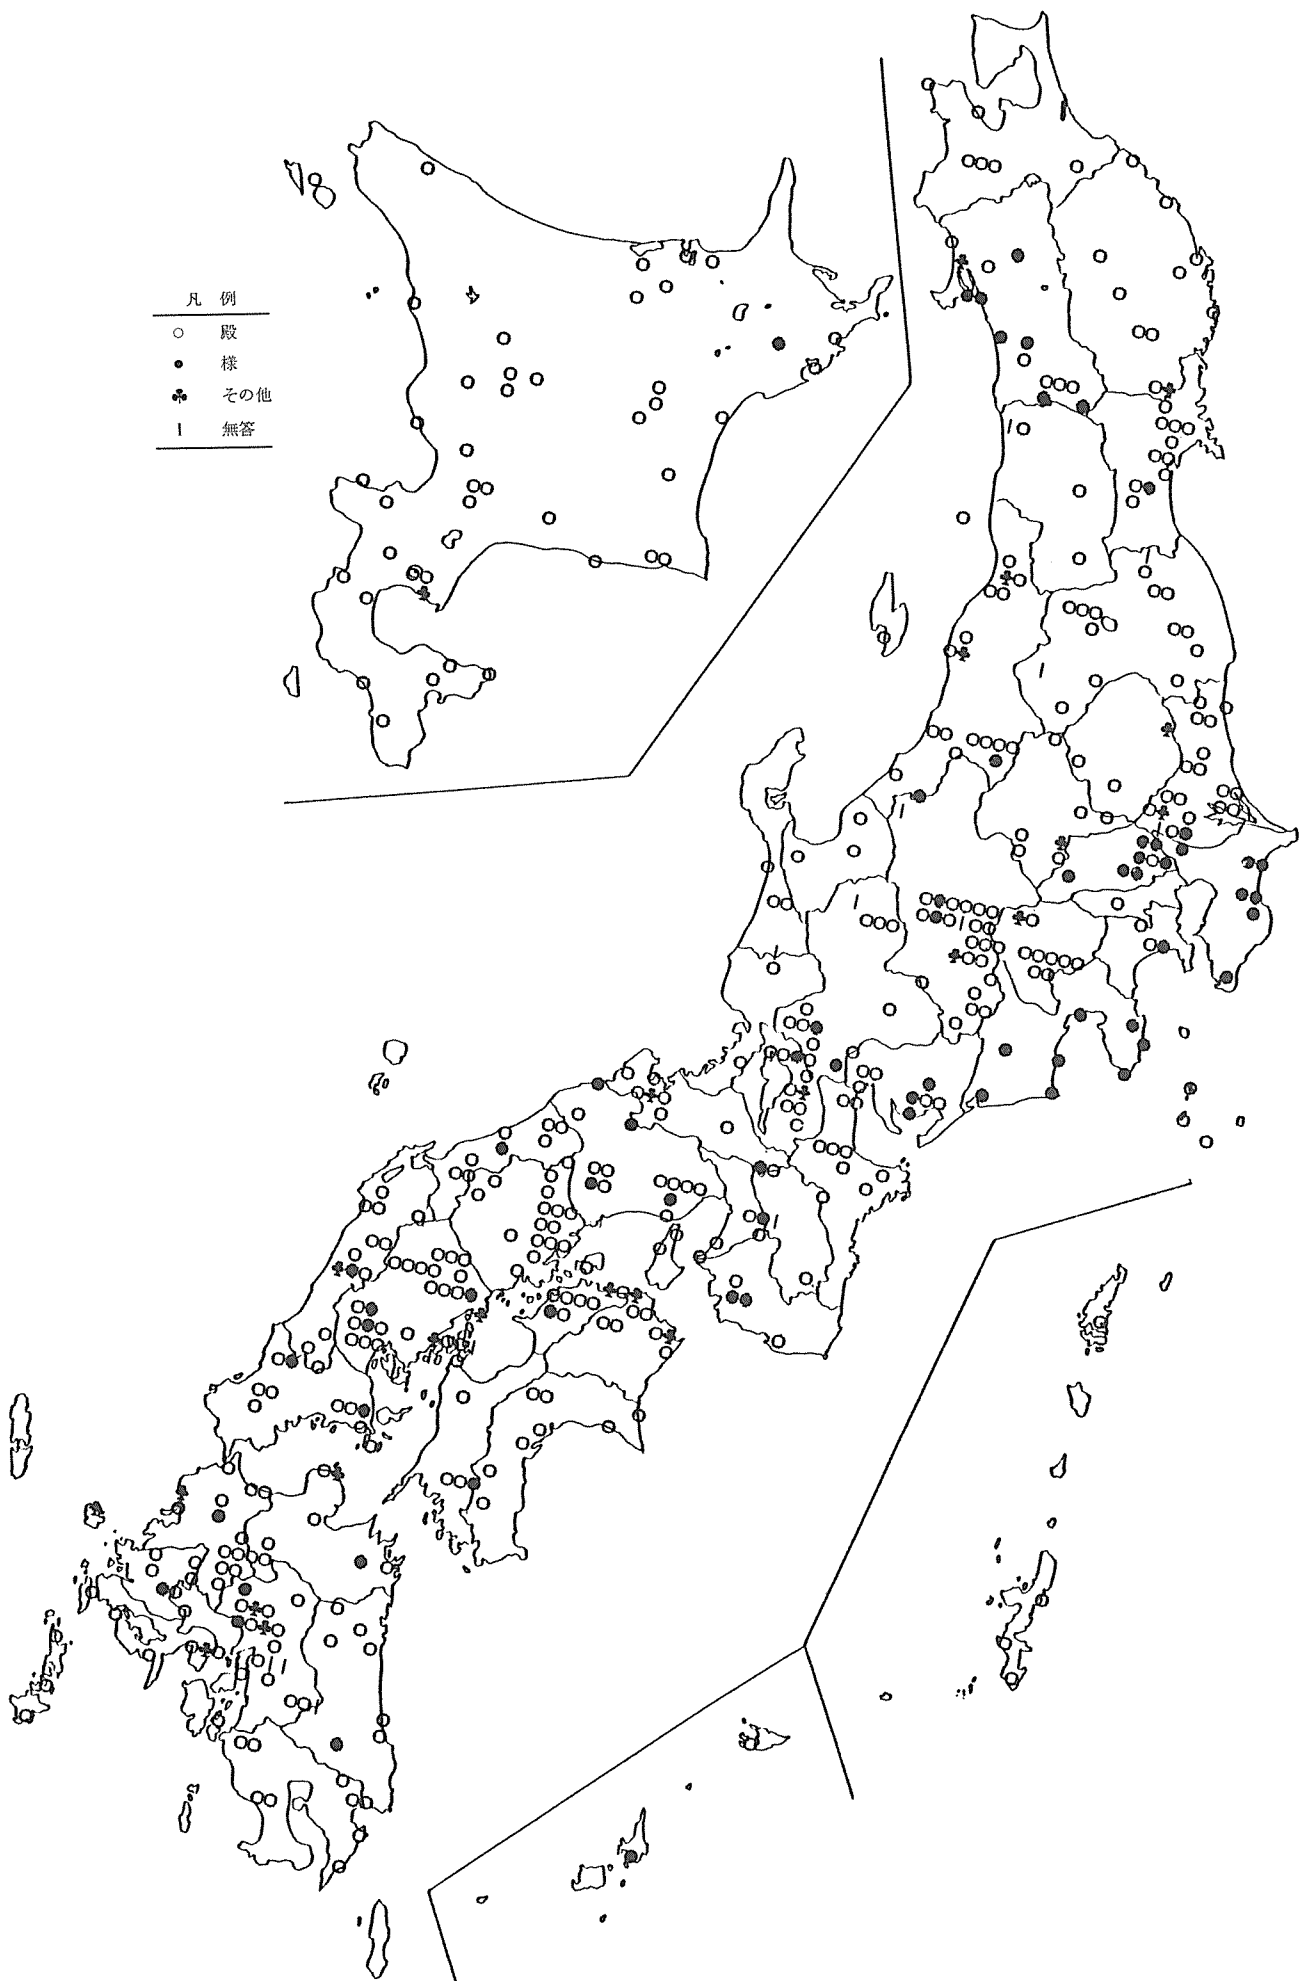 凡 例
○ 殿
● 様
♣ その他
| 無答